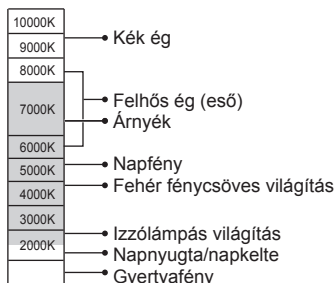 10000K
9000K
Kék ég
8000K
7000K
Felhős ég (eső)
Árnyék
6000K
5000K
Napfény
4000K
Fehér fénycsöves világítás
3000K
2000K
Izzólámpás világítás
Napnyugta/napkelte
Gyertyafény